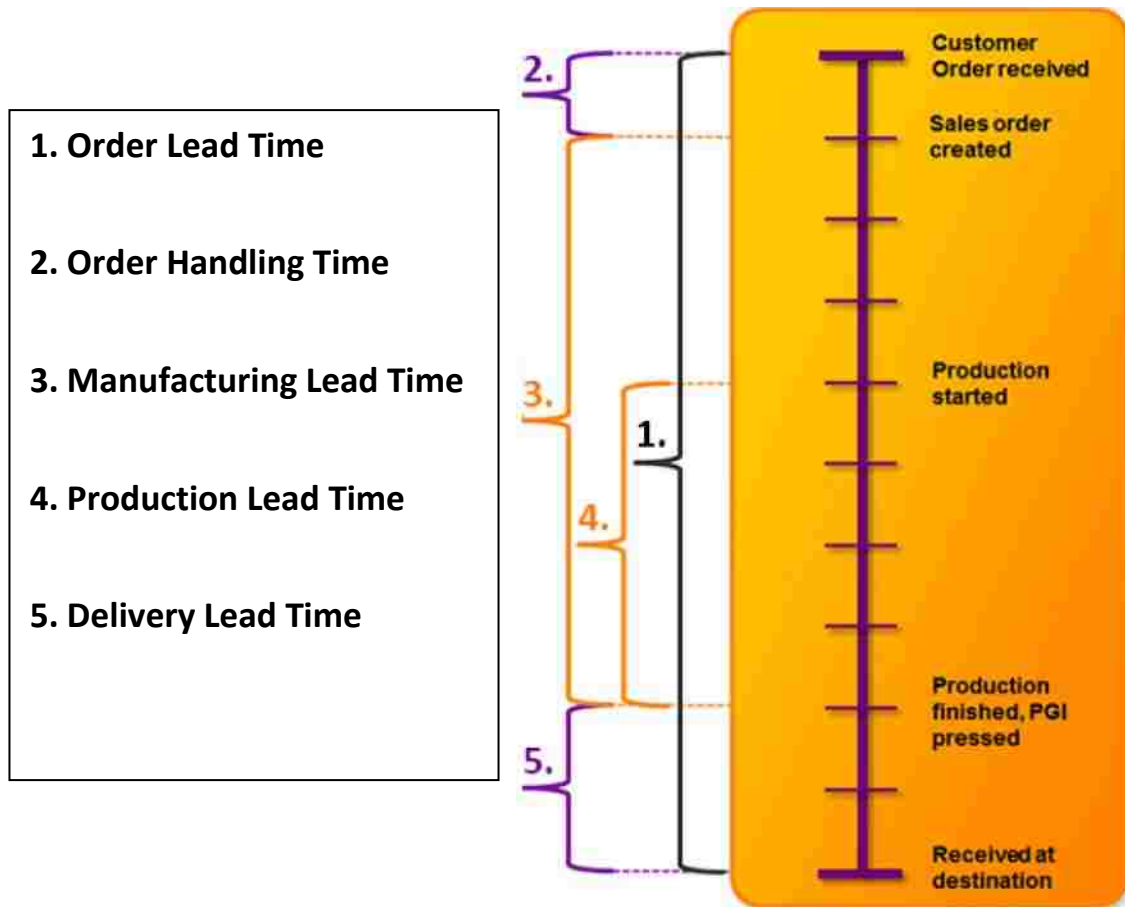 1. Order Lead Time
2. Order Handling Time
3. Manufacturing Lead Time
4. Production Lead Time
5. Delivery Lead Time
2.
3.
1.
4.
5.
Customer
Order received
Sales order
created
Production
started
Production
finished, PGI
pressed
Received at
destination